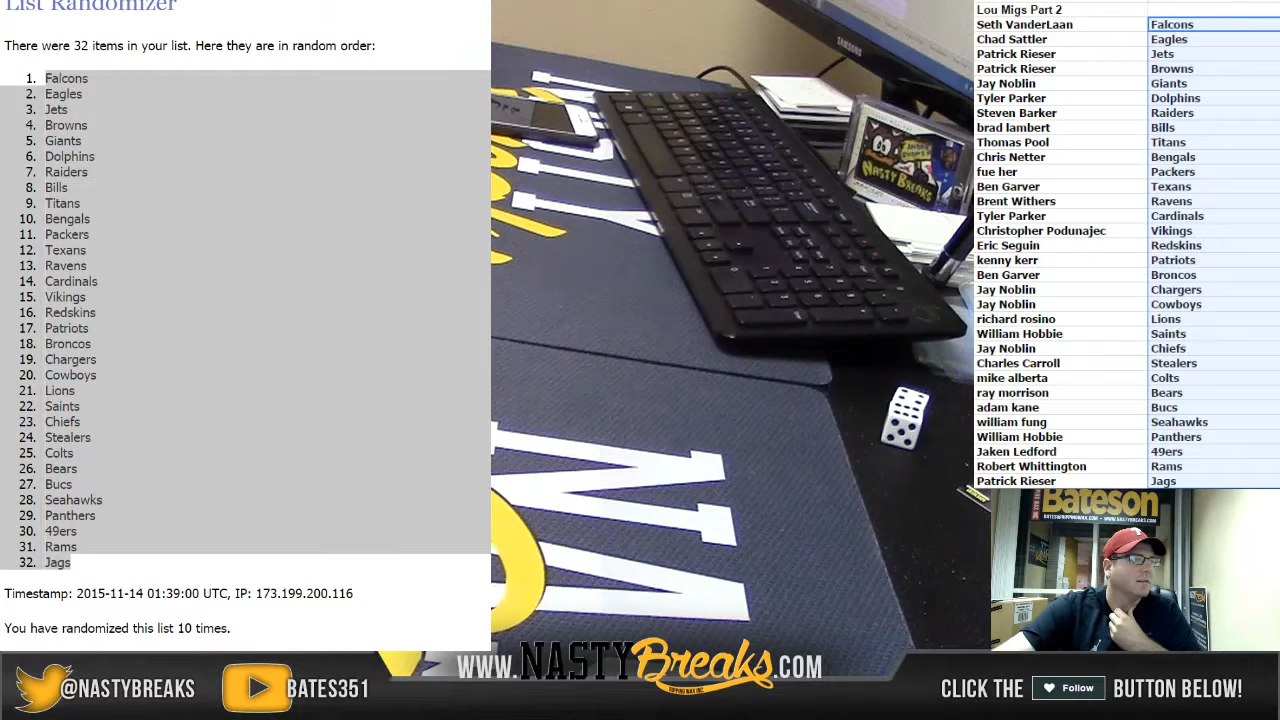 List Randomizer
There were 32 items in your list. Here they are in random order:
1. Falcons
2. Eagles
3. Jets
4. Browns
5. Giants
6. Dolphins
7. Raiders
8. Bills
9. Titans
10. Bengals
11. Packers
12. Texans
13. Ravens
14. Cardinals
15. Vikings
16. Redskins
17. Patriots
18. Broncos
19. Chargers
20. Cowboys
21. Lions
22. Saints
23. Chiefs
24. Stealers
25. Colts
26. Bears
27. Bucs
28. Seahawks
29. Panthers
30. 49ers
31. Rams
32. Jags
Timestamp: 2015-11-14 01:39:00 UTC, IP: 173.199.200.116
You have randomized this list 10 times.
SAMSUNG
NASTY BREAKS
Lou Migs Part 2
Seth VanderLaan Falcons
Chad Sattler Eagles
Patrick Rieser Jets
Patrick Rieser Browns
Jay Noblin Giants
Tyler Parker Dolphins
Steven Barker Raiders
brad lambert Bills
Thomas Pool Titans
Chris Netter Bengals
fue her Packers
Ben Garver Texans
Brent Withers Ravens
Tyler Parker Cardinals
Christopher Podunajec Vikings
Eric Seguin Redskins
kenny kerr Patriots
Ben Garver Broncos
Jay Noblin Chargers
Jay Noblin Cowboys
richard rosino Lions
William Hobbie Saints
Jay Noblin Chiefs
Charles Carroll Stealers
mike alberta Colts
ray morrison Bears
adam kane Bucs
william fung Seahawks
William Hobbie Panthers
Jaken Ledford 49ers
Robert Whittington Rams
Patrick Rieser Jags
Bateson
@NASTYBREAKS
BATES351
WWW.NASTYBreaks.COM
RIPPING WAX INC
CLICK THE Follow BUTTON BELOW!